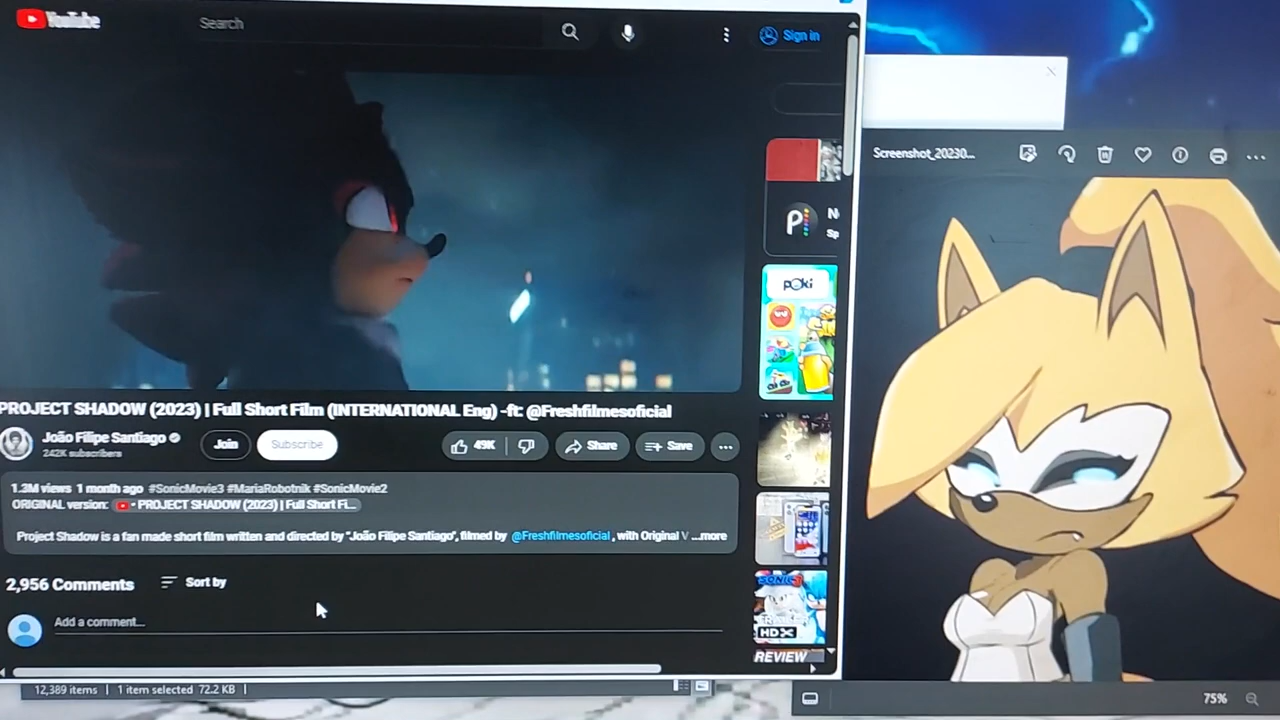 YouTube
Search
Sign in
Screenshot_20230...
P
poki
PROJECT SHADOW (2023) | Full Short Film (INTERNATIONAL Eng) -ft: @Freshfilmesoficial
João Filipe Santiago
242K subscribers
Join
Subscribe
49K
Share
Save
1.3M views 1 month ago #SonicMovie3 #MariaRobotnik #SonicMovie2
ORIGINAL version: PROJECT SHADOW (2023) | Full Short Fi...
Project Shadow is a fan made short film written and directed by "João Filipe Santiago", filmed by @Freshfilmesoficial , with Original V ...more
2,956 Comments
Sort by
Add a comment...
SONIC
HD
REVIEW
12,389 items
1 item selected 72.2 KB
75%